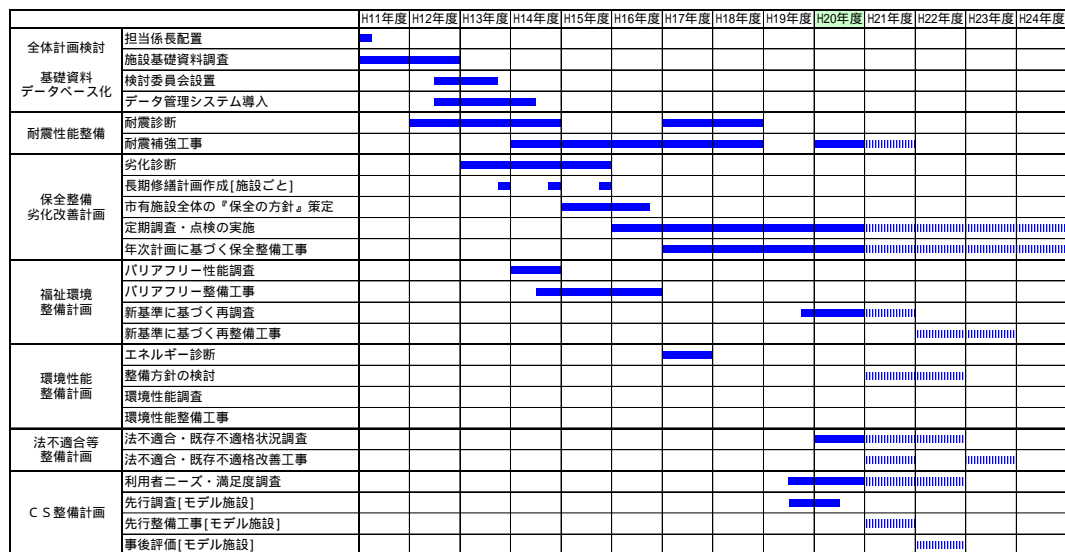 H11年度 H12年度 H13年度 H14年度 H15年度 H16年度 H17年度 H18年度 H19年度 H20年度 H21年度 H22年度 H23年度 H24年度
全体計画検討
基礎資料
データベース化
担当係長配置
施設基礎資料調査
検討委員会設置
データ管理システム導入
耐震性能整備
耐震診断
耐震補強工事
保全整備
劣化改善計画
劣化診断
長期修繕計画作成[施設ごと]
市有施設全体の『保全の方針』策定
定期調査・点検の実施
年次計画に基づく保全整備工事
福祉環境
整備計画
バリアフリー性能調査
バリアフリー整備工事
新基準に基づく再調査
新基準に基づく再整備工事
環境性能
整備計画
エネルギー診断
整備方針の検討
環境性能調査
環境性能整備工事
法不適合等
整備計画
法不適合・既存不適格状況調査
法不適合・既存不適格改善工事
ＣＳ整備計画
利用者ニーズ・満足度調査
先行調査[モデル施設]
先行整備工事[モデル施設]
事後評価[モデル施設]